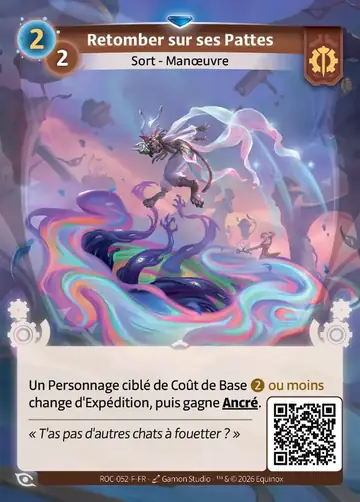 2
2
Retomber sur ses Pattes
Sort - Manœuvre
Un Personnage ciblé de Coût de Base 2 ou moins
change d'Expédition, puis gagne Ancré.
« T'as pas d'autres chats à fouetter ? »
ROC-052-F-FR - Gamon Studio - ™ & © 2026 Equinox